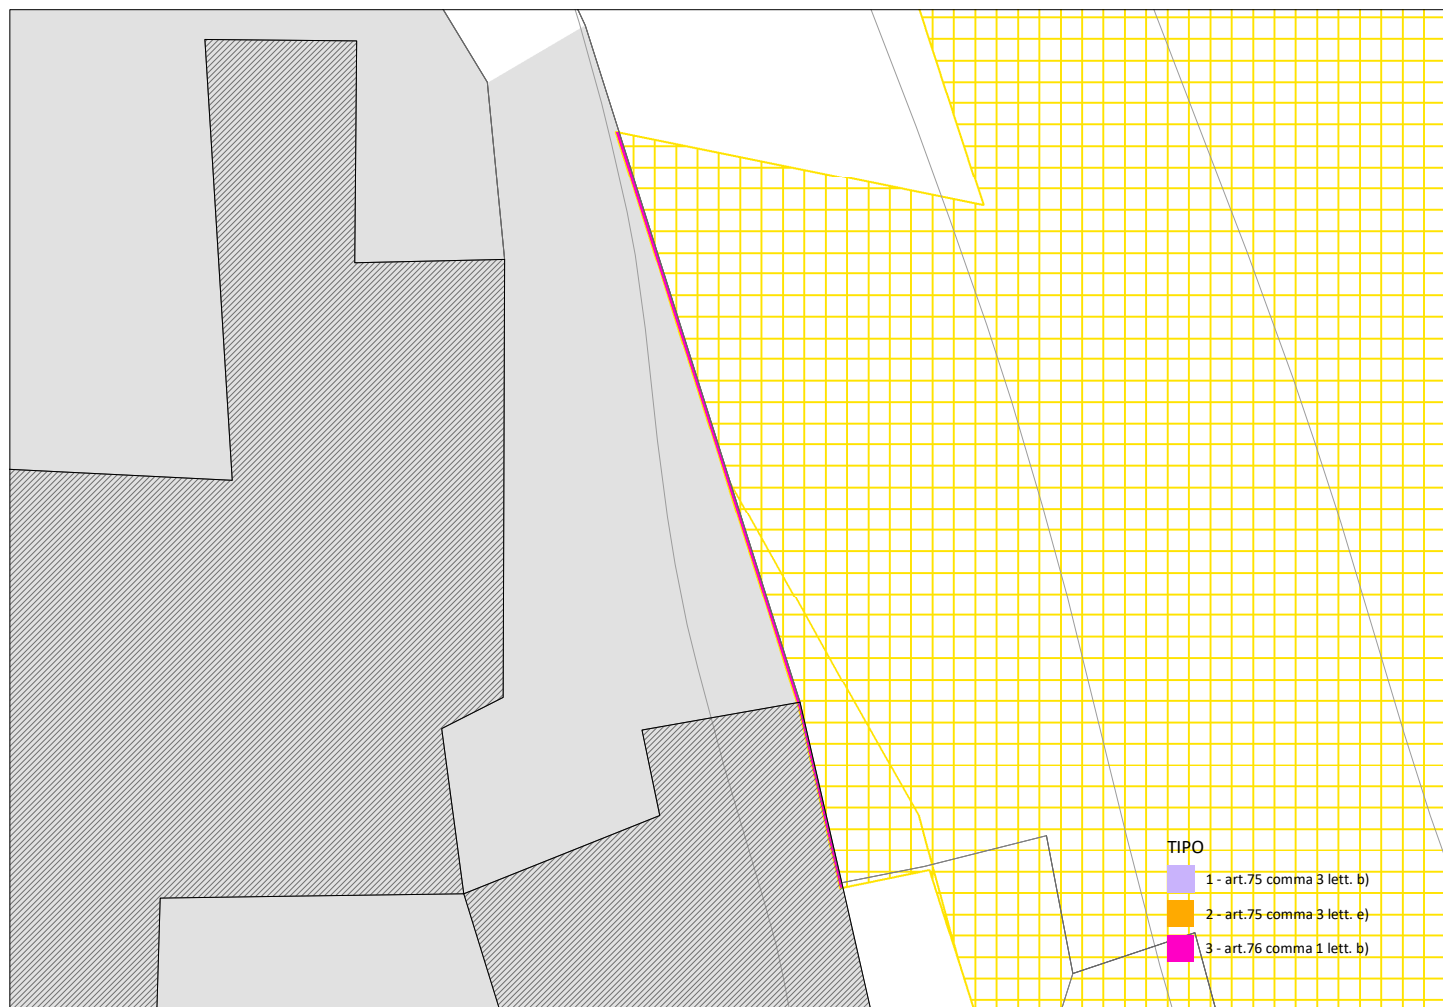 TIPO
1 - art.75 comma 3 lett. b)
2 - art.75 comma 3 lett. e)
3 - art.76 comma 1 lett. b)